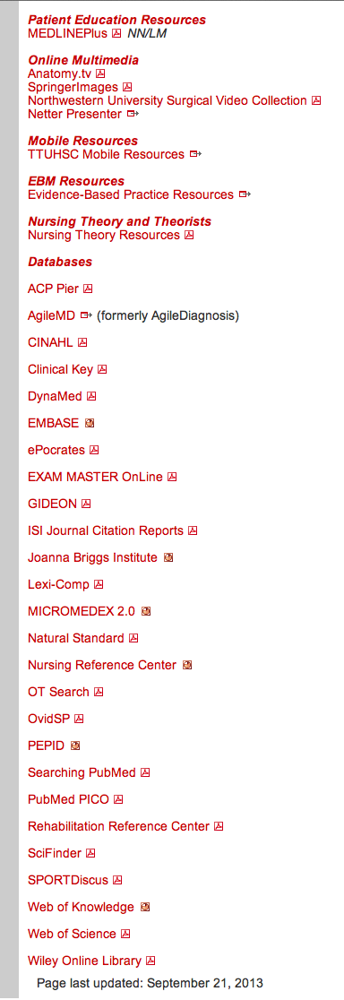 Patient Education Resources
MEDLINEPlus NN/LM
Online Multimedia
Anatomy.tv
SpringerImages
Northwestern University Surgical Video Collection
Netter Presenter
Mobile Resources
TTUHSC Mobile Resources
EBM Resources
Evidence-Based Practice Resources
Nursing Theory and Theorists
Nursing Theory Resources
Databases
ACP Pier
AgileMD (formerly AgileDiagnosis)
CINAHL
Clinical Key
DynaMed
EMBASE
ePocrates
EXAM MASTER OnLine
GIDEON
ISI Journal Citation Reports
Joanna Briggs Institute
Lexi-Comp
MICROMEDEX 2.0
Natural Standard
Nursing Reference Center
OT Search
OvidSP
PEPID
Searching PubMed
PubMed PICO
Rehabilitation Reference Center
SciFinder
SPORTDiscus
Web of Knowledge
Web of Science
Wiley Online Library
Page last updated: September 21, 2013